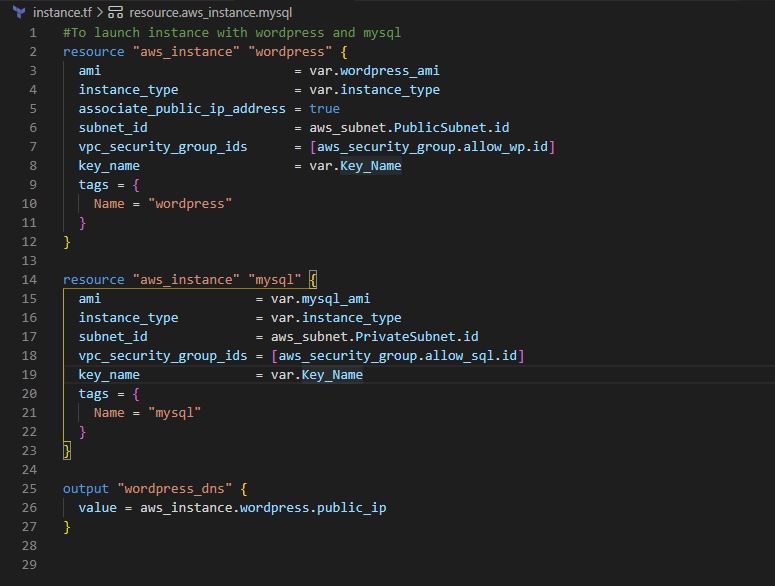 instance.tf > resource.aws_instance.mysql
1 #To launch instance with wordpress and mysql
2 resource "aws_instance" "wordpress" {
3   ami                         = var.wordpress_ami
4   instance_type               = var.instance_type
5   associate_public_ip_address = true
6   subnet_id                   = aws_subnet.PublicSubnet.id
7   vpc_security_group_ids      = [aws_security_group.allow_wp.id]
8   key_name                    = var.Key_Name
9   tags = {
10     Name = "wordpress"
11   }
12 }
13
14 resource "aws_instance" "mysql" {
15   ami                    = var.mysql_ami
16   instance_type          = var.instance_type
17   subnet_id              = aws_subnet.PrivateSubnet.id
18   vpc_security_group_ids = [aws_security_group.allow_sql.id]
19   key_name               = var.Key_Name
20   tags = {
21     Name = "mysql"
22   }
23 }
24
25 output "wordpress_dns" {
26   value = aws_instance.wordpress.public_ip
27 }
28
29